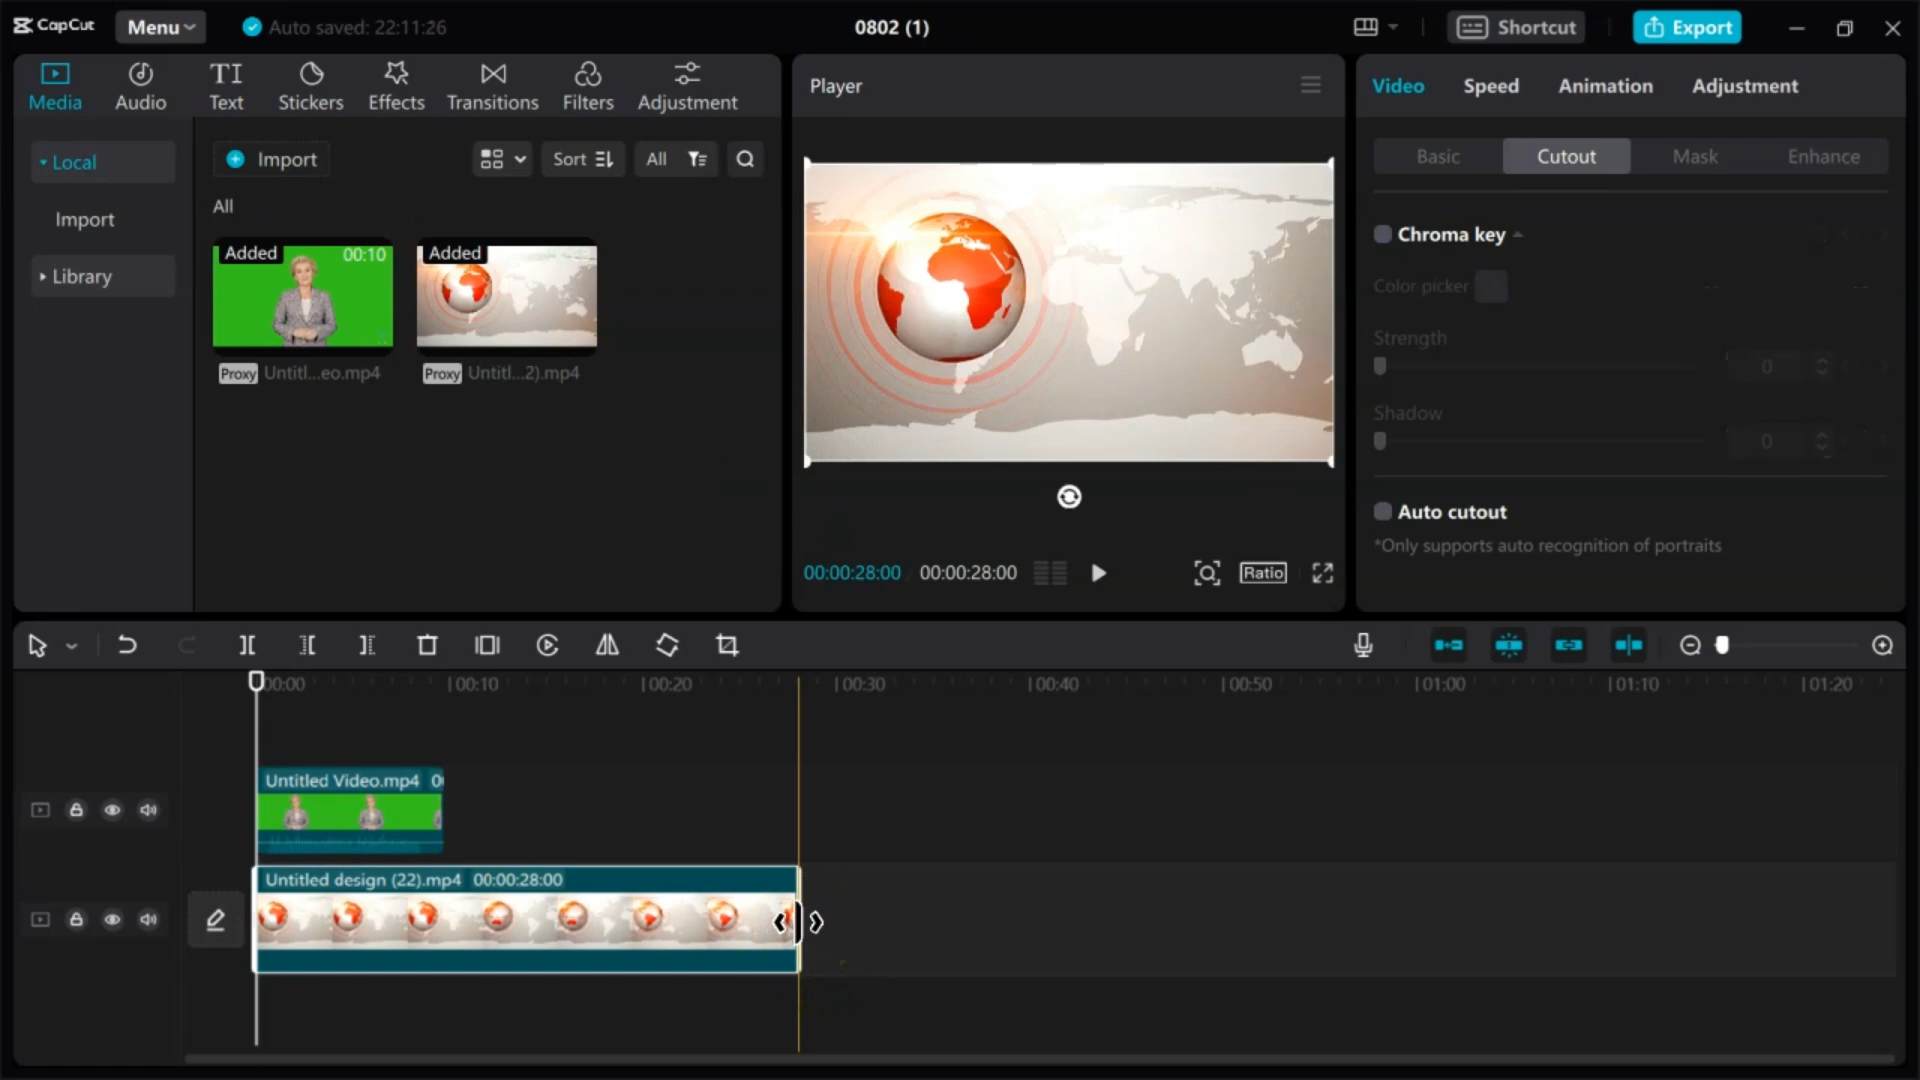 CapCut
Menu
Auto saved: 22:11:26
0802 (1)
Shortcut
Export
Media
Audio
TI
Text
Stickers
Effects
Transitions
Filters
Adjustment
Player
Video
Speed
Animation
Adjustment
Local
Import
Library
Import
Sort
All
All
Added
00:10
Added
Proxy
Untitl...eo.mp4
Proxy
Untitl...2).mp4
Basic
Cutout
Mask
Enhance
Chroma key
Color picker
Strength
0
Shadow
0
Auto cutout
*Only supports auto recognition of portraits
00:00:28:00
00:00:28:00
Ratio
00:00
00:10
00:20
00:30
00:40
00:50
01:00
01:10
01:20
Untitled Video.mp4
Untitled design (22).mp4 00:00:28:00